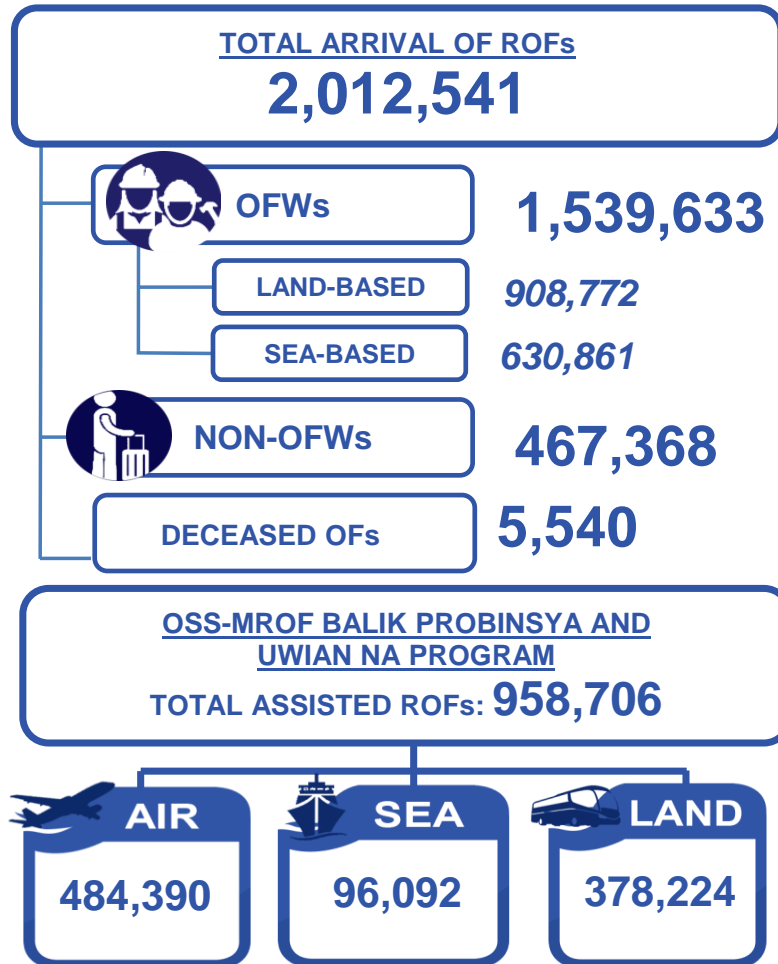 TOTAL ARRIVAL OF ROFs
2,012,541
OFWs 1,539,633
LAND-BASED 908,772
SEA-BASED 630,861
NON-OFWs 467,368
DECEASED OFs 5,540
OSS-MROF BALIK PROBINSYA AND
UWIAN NA PROGRAM
TOTAL ASSISTED ROFs: 958,706
AIR SEA LAND
484,390 96,092 378,224